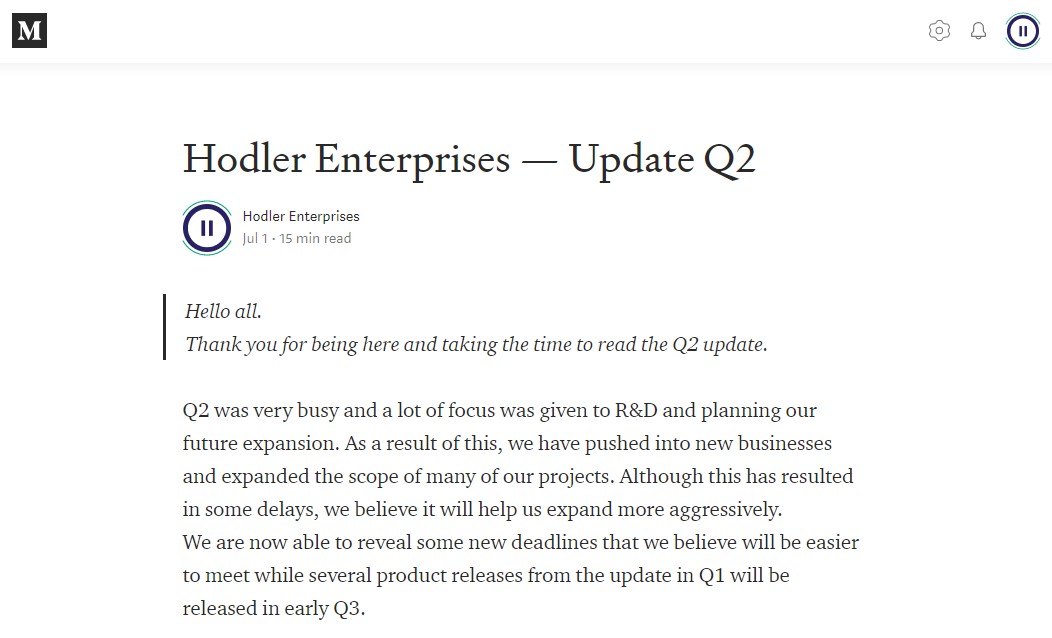 M
Hodler Enterprises — Update Q2
Hodler Enterprises
Jul 1 · 15 min read
Hello all.
Thank you for being here and taking the time to read the Q2 update.
Q2 was very busy and a lot of focus was given to R&D and planning our
future expansion. As a result of this, we have pushed into new businesses
and expanded the scope of many of our projects. Although this has resulted
in some delays, we believe it will help us expand more aggressively.
We are now able to reveal some new deadlines that we believe will be easier
to meet while several product releases from the update in Q1 will be
released in early Q3.